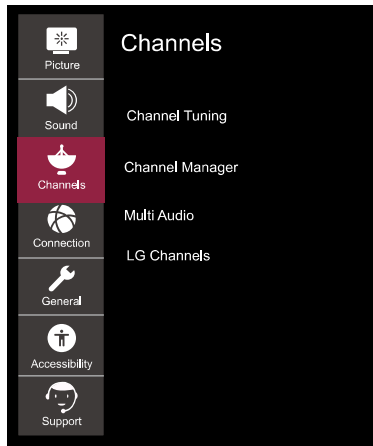 Picture
Sound
Channels
Connection
General
Accessibility
Support
Channels
Channel Tuning
Channel Manager
Multi Audio
LG Channels